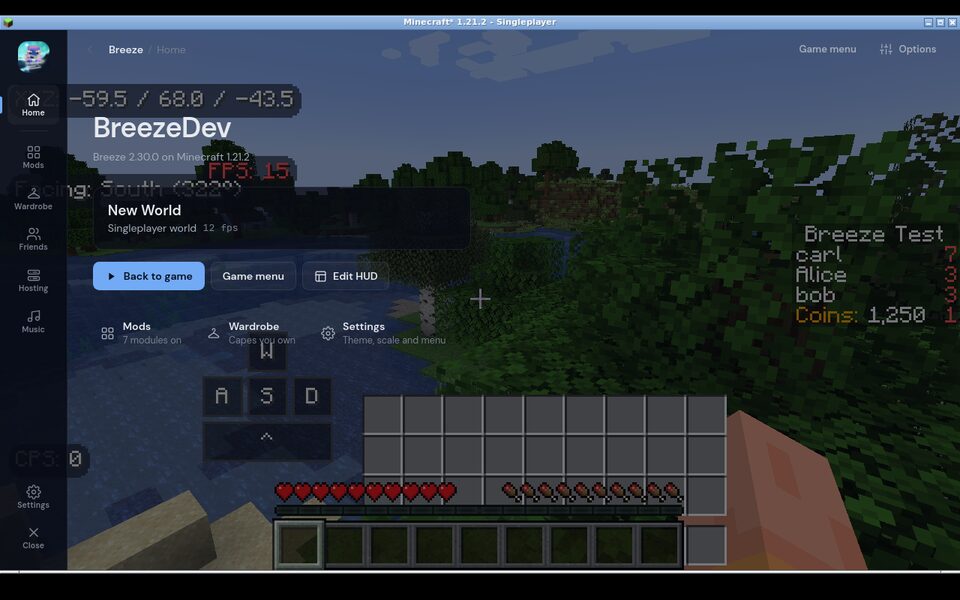 Minecraft* 1.21.2 - Singleplayer
Breeze / Home
Game menu
Options
-59.5 / 68.0 / -43.5
Home
BreezeDev
Breeze 2.30.0 on Minecraft 1.21.2
FPS: 15
Mods
Facing: South
Wardrobe
New World
Singleplayer world 12 fps
Friends
Breeze Test
carl 7
Alice 3
bob 3
Coins: 1,250 1
Hosting
Back to game
Game menu
Edit HUD
Music
Mods
7 modules on
Wardrobe
Capes you own
Settings
Theme, scale and menu
W
A S D
^
CPS: 0
Settings
Close